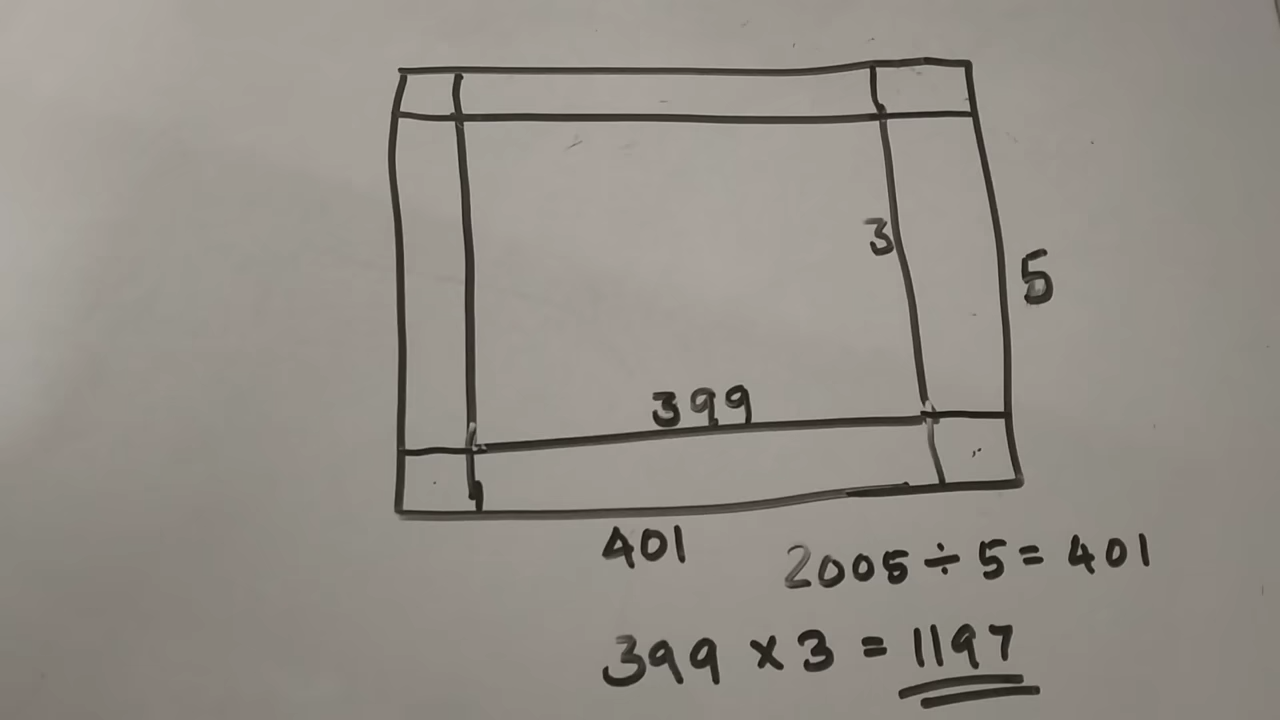 3
5
399
401
2005 ÷ 5 = 401
399 × 3 = 1197